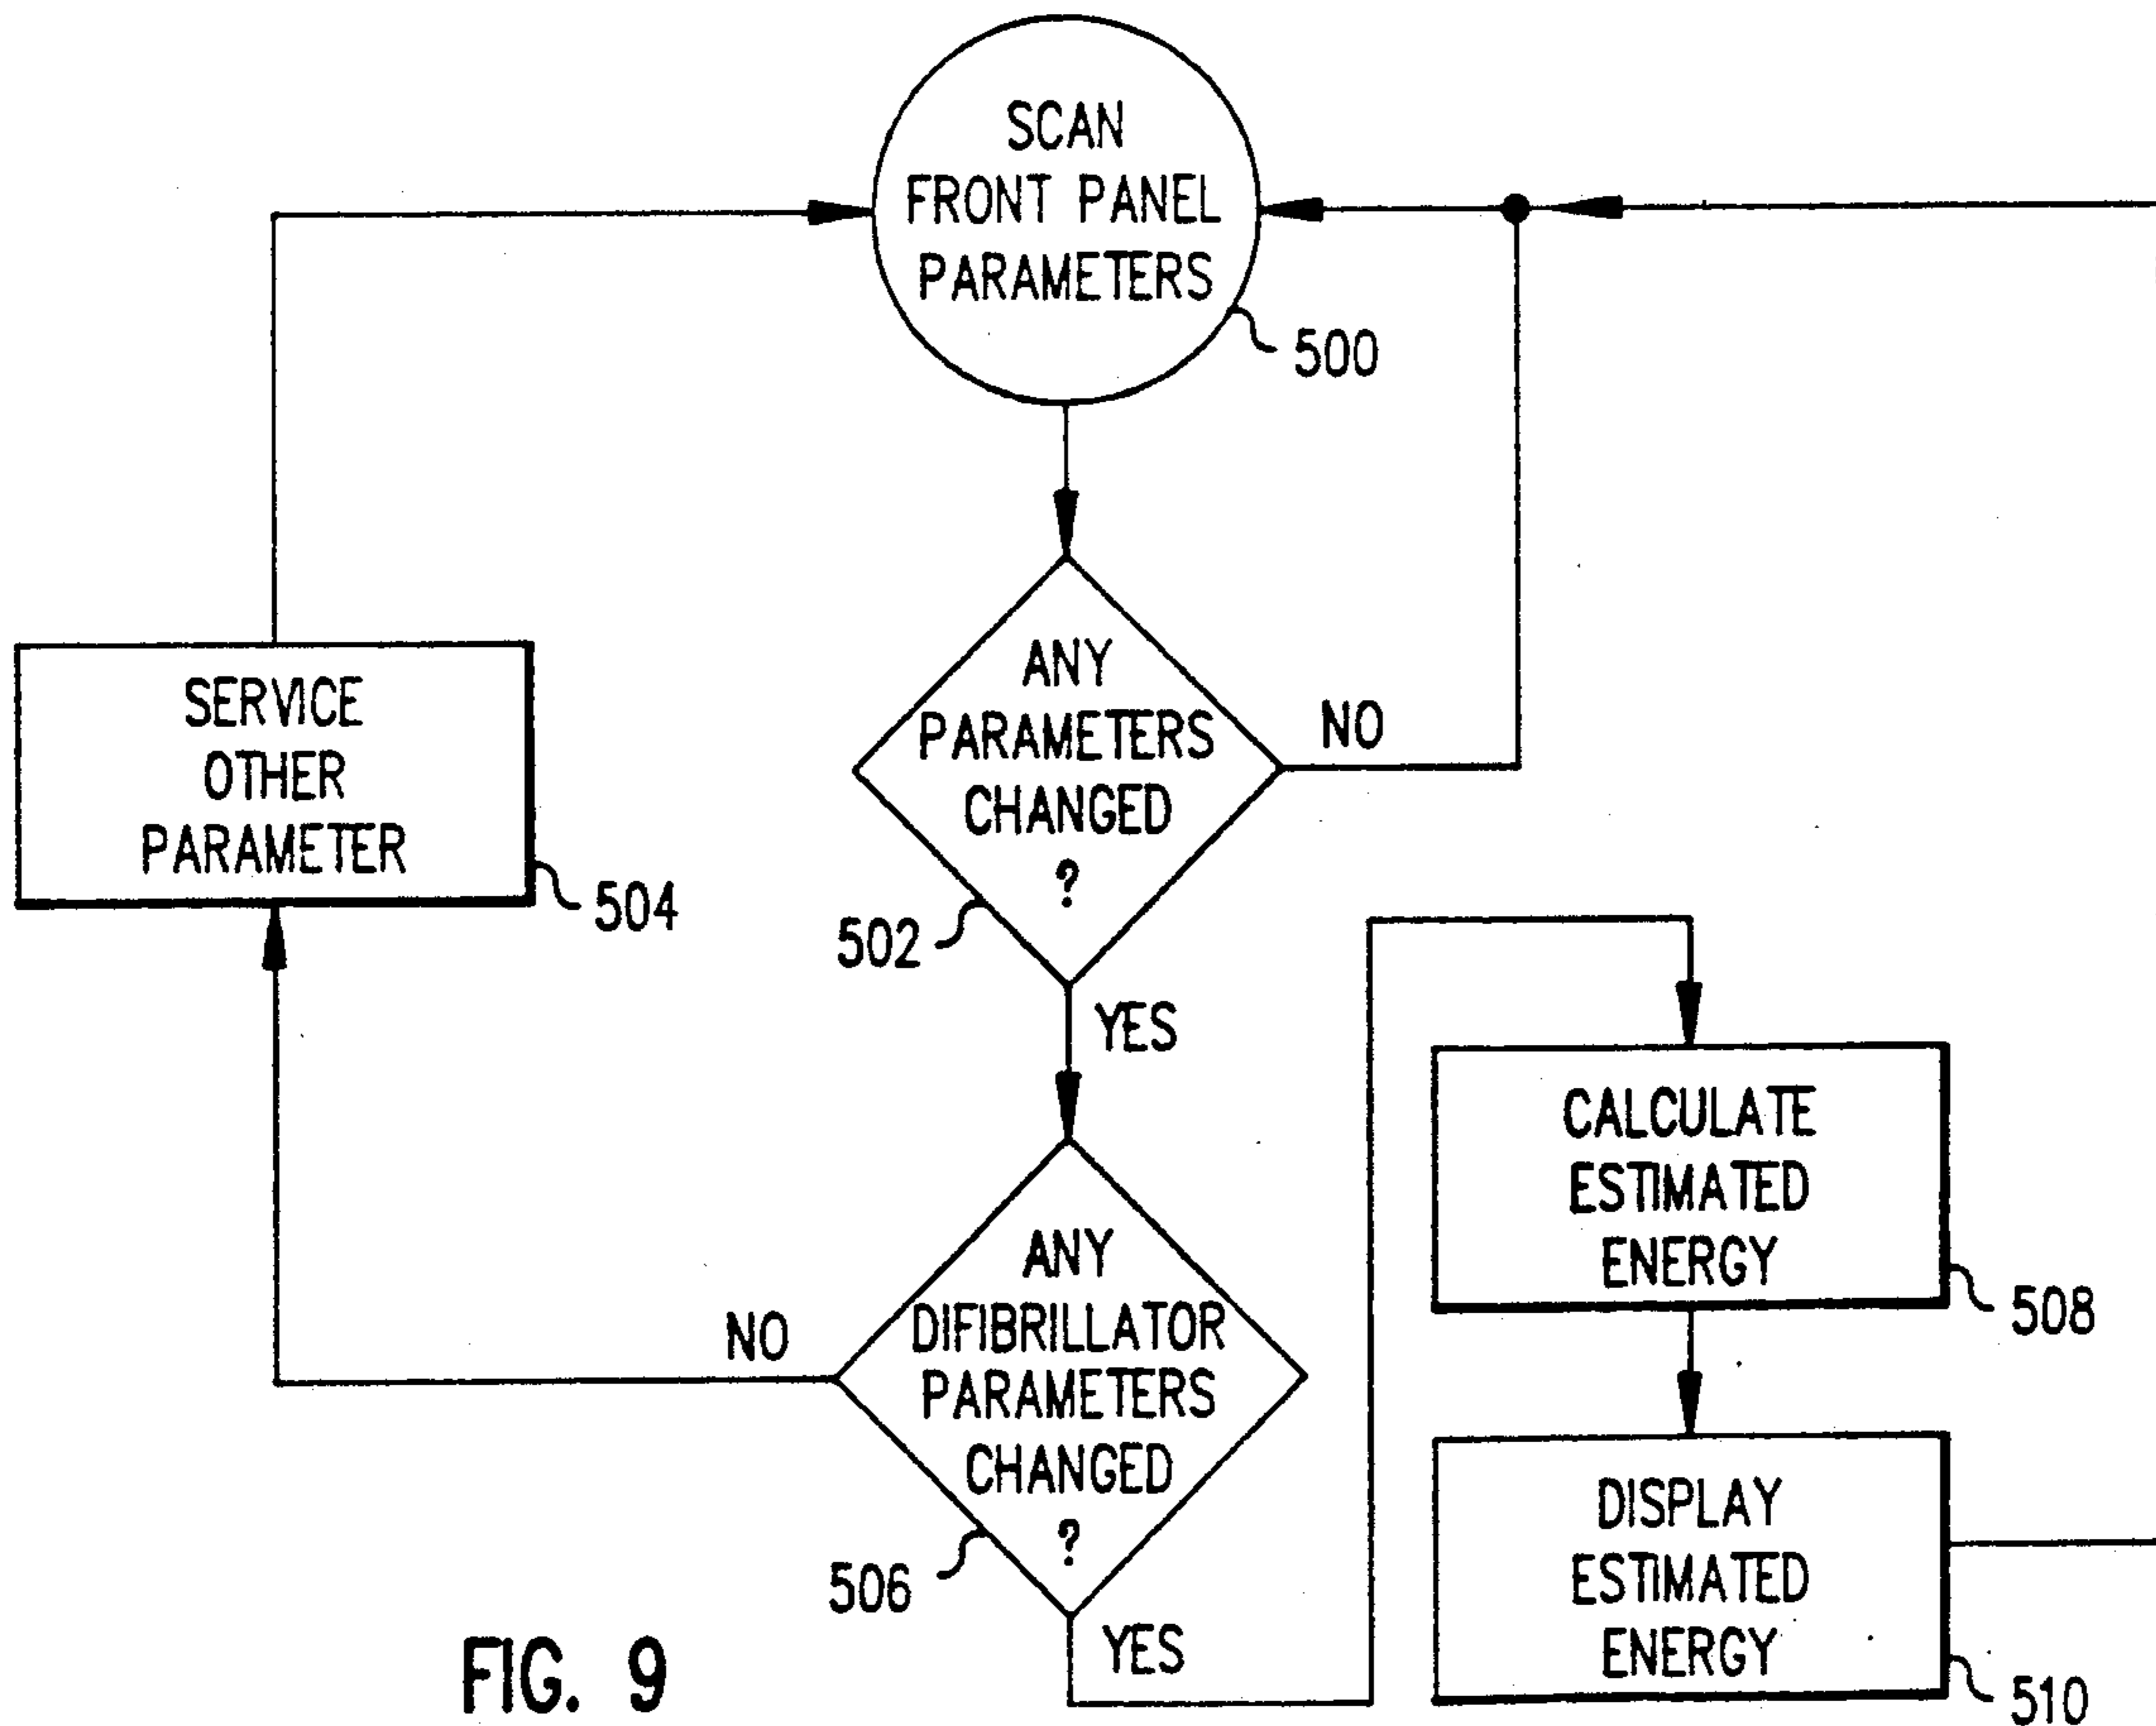 SCAN
FRONT PANEL
PARAMETERS
500
ANY
PARAMETERS
CHANGED
?
502
NO
YES
SERVICE
OTHER
PARAMETER
504
ANY
DIFIBRILLATOR
PARAMETERS
CHANGED
?
506
NO
YES
CALCULATE
ESTIMATED
ENERGY
508
DISPLAY
ESTIMATED
ENERGY
510
FIG. 9